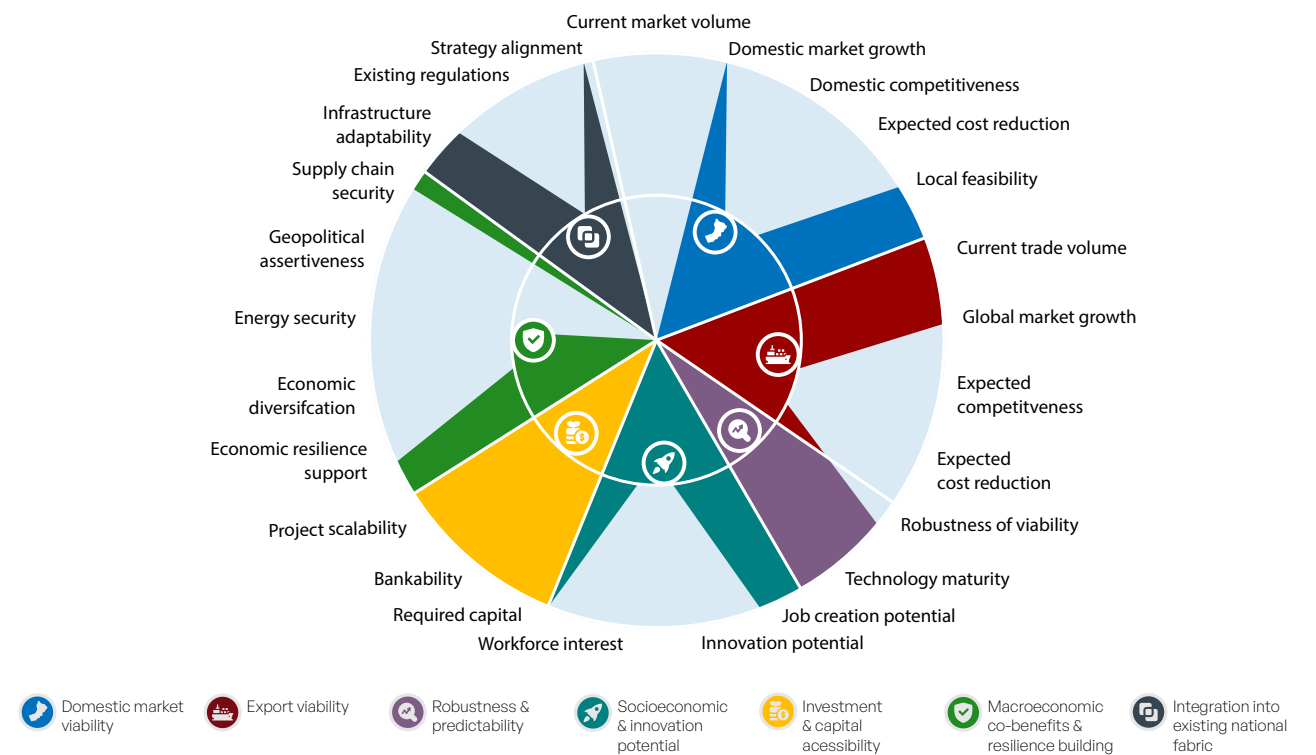 Current market volume
Strategy alignment
Domestic market growth
Existing regulations
Domestic competitiveness
Infrastructure
adaptability
Expected cost reduction
Supply chain
security
Local feasibility
Geopolitical
assertiveness
Current trade volume
Energy security
Global market growth
Economic
diversifcation
Expected
competitveness
Economic resilience
support
Expected
cost reduction
Project scalability
Robustness of viability
Bankability
Technology maturity
Required capital
Job creation potential
Workforce interest
Innovation potential
$
Domestic market
viability
Export viability
Robustness &
predictability
Socioeconomic
& innovation
potential
Investment
& capital
acessibility
Macroeconomic
co-benefits &
resilience building
Integration into
existing national
fabric